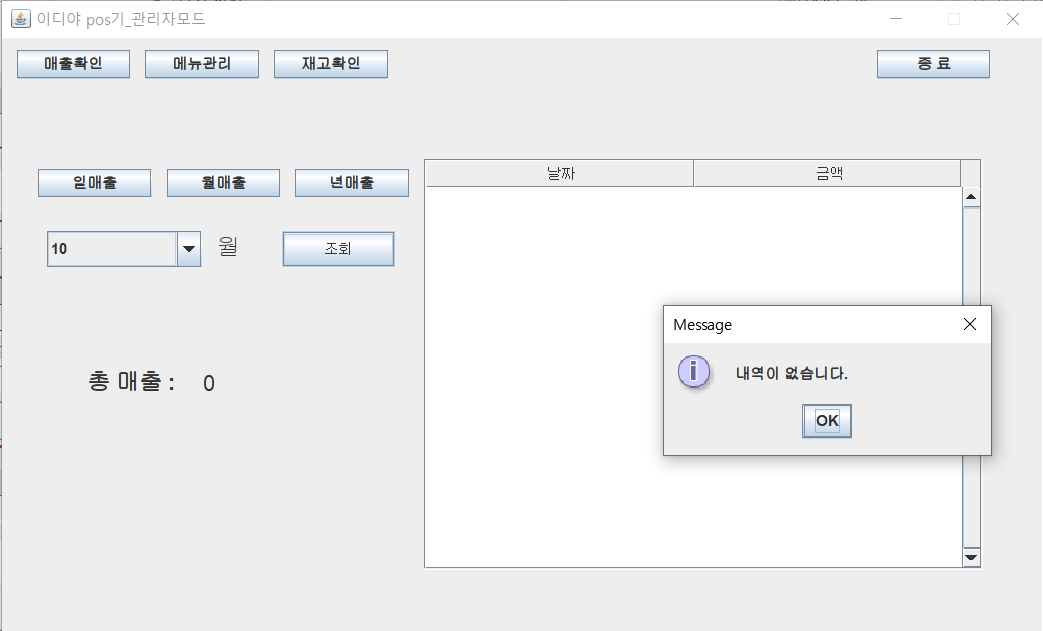 이디야 pos기_관리자모드
매출확인 메뉴관리 재고확인 종 료
일매출 월매출 년매출
날짜 금액
10 월 조회
Message
내역이 없습니다.
총 매출 : 0
OK